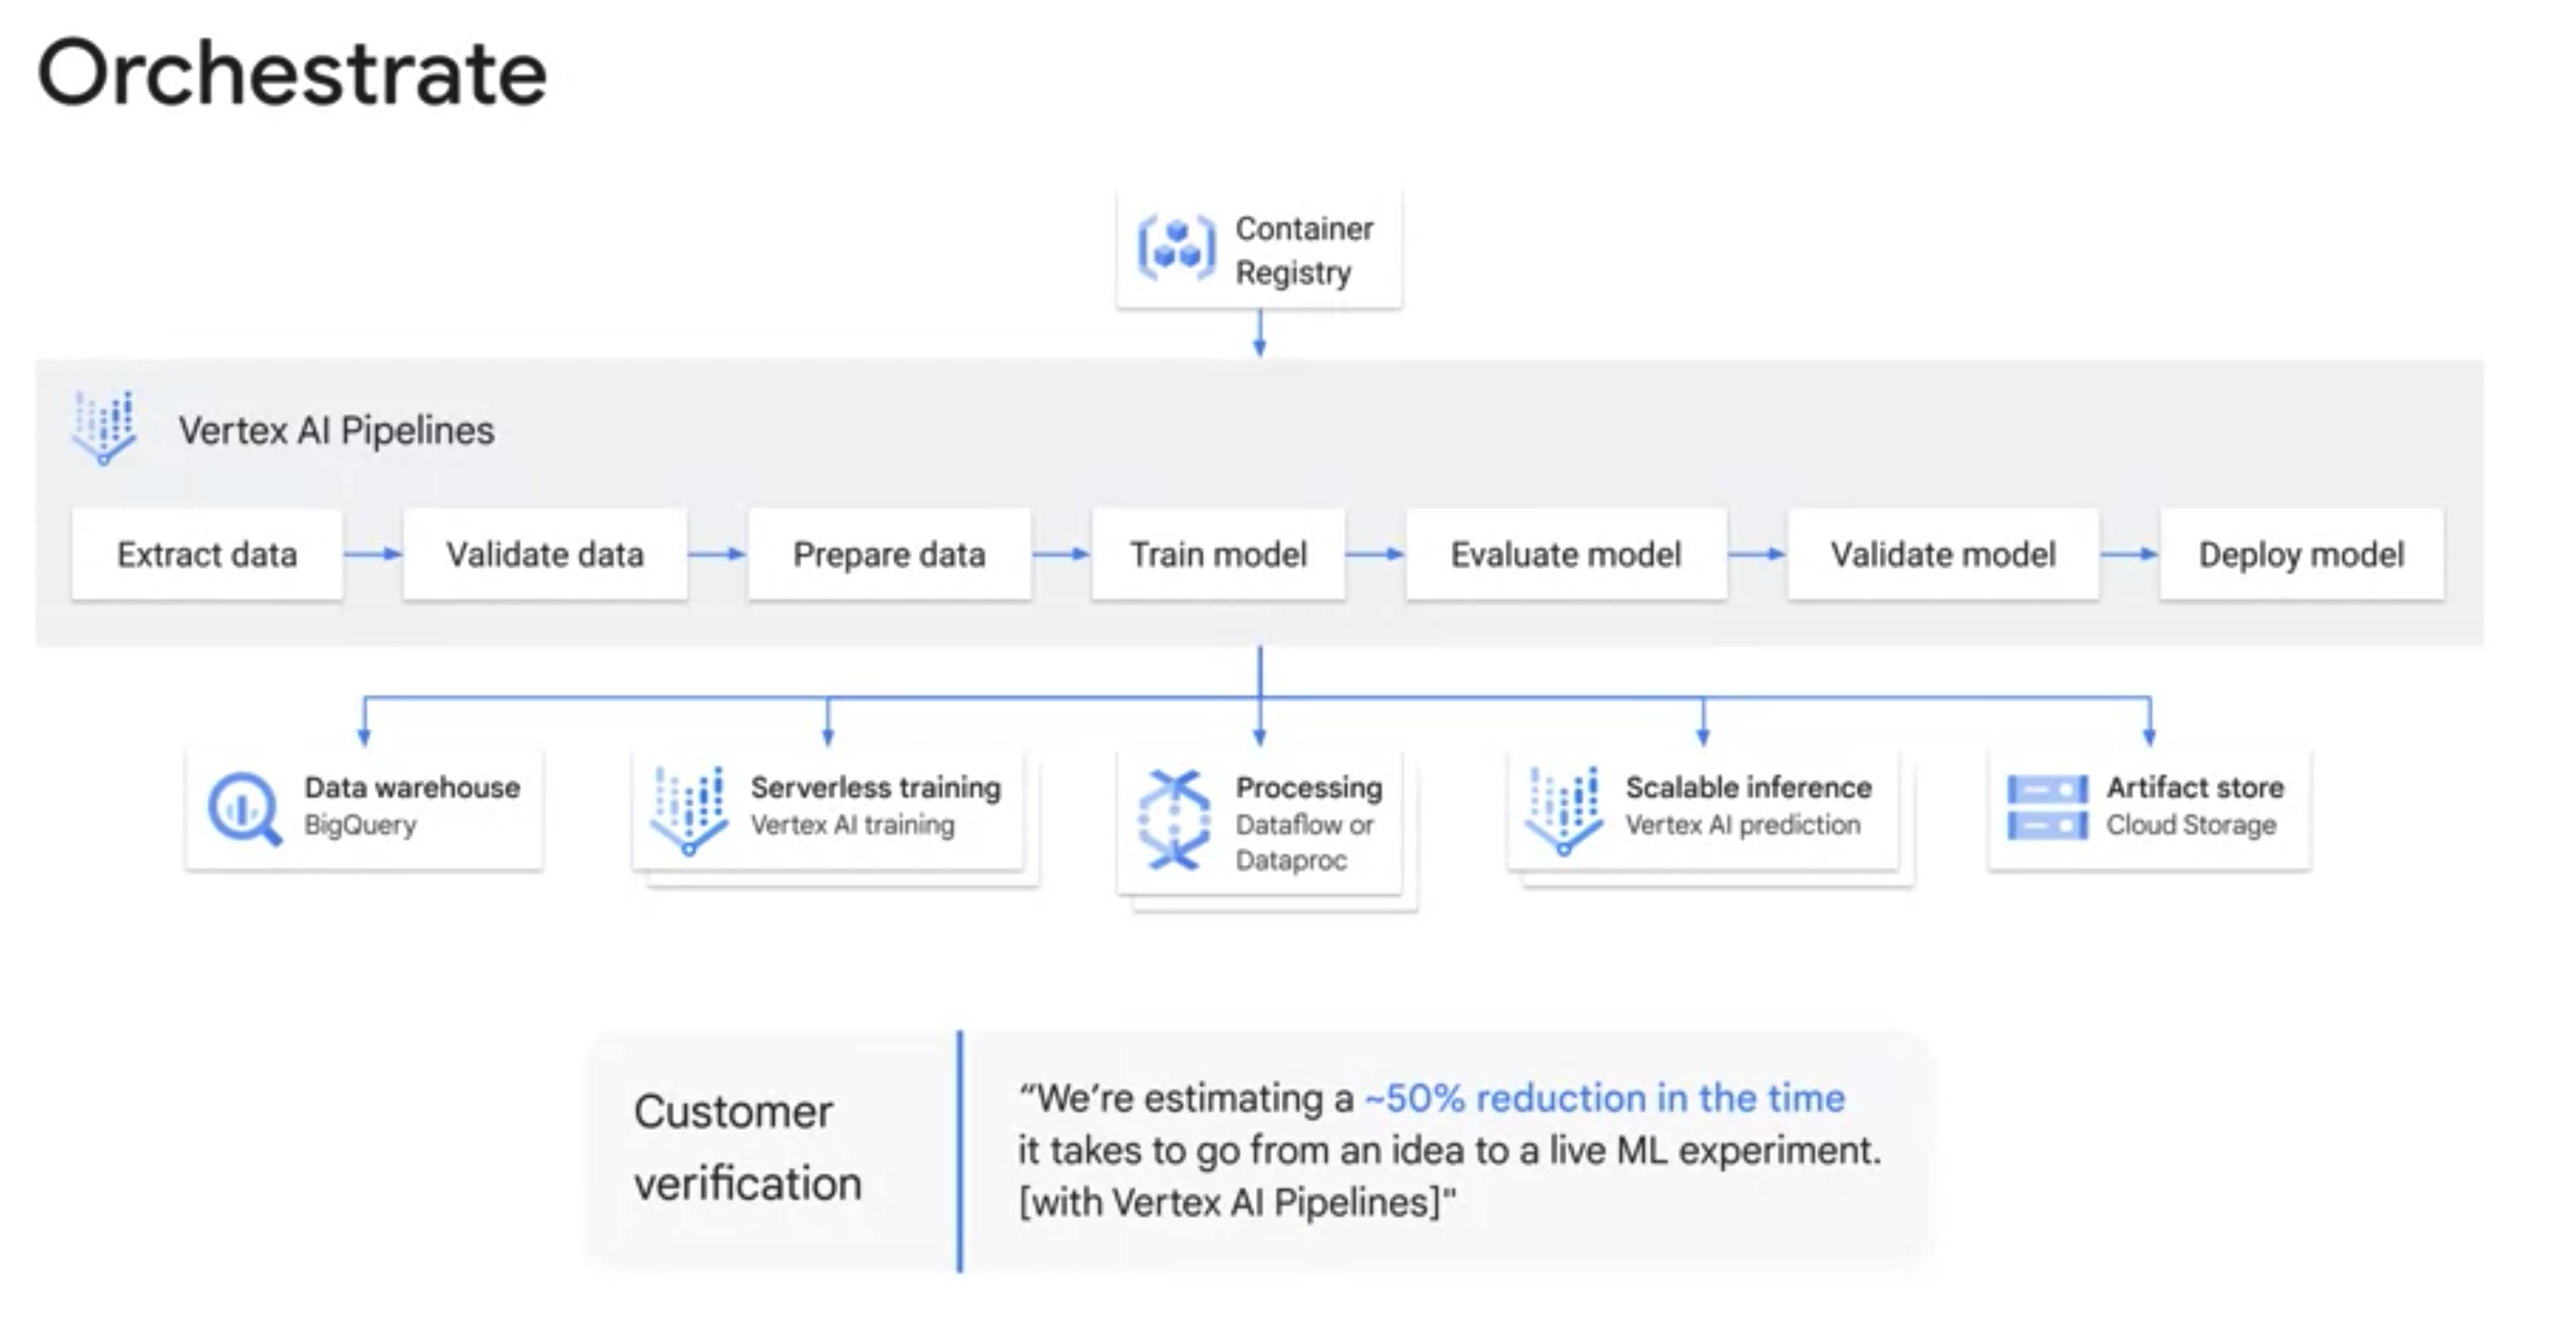 Orchestrate
Container
Registry
Vertex AI Pipelines
Extract data
Validate data
Prepare data
Train model
Evaluate model
Validate model
Deploy model
Data warehouse
BigQuery
Serverless training
Vertex AI training
Processing
Dataflow or
Dataproc
Scalable inference
Vertex AI prediction
Artifact store
Cloud Storage
Customer
verification
“We’re estimating a ~50% reduction in the time
it takes to go from an idea to a live ML experiment.
[with Vertex AI Pipelines]"